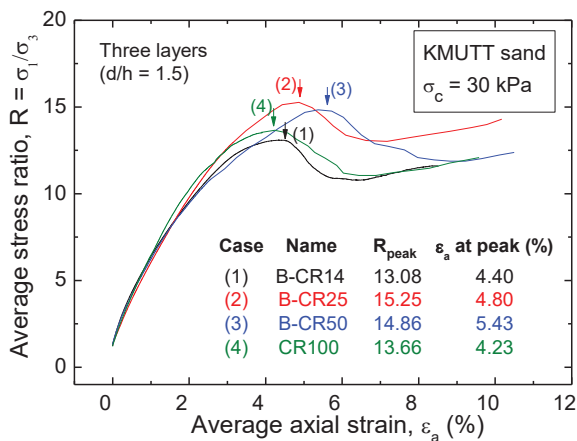 Three layers
(d/h = 1.5)
KMUTT sand
σc = 30 kPa
(2)
(3)
(4)
(1)
Case Name Rpeak εa at peak (%)
(1) B-CR14 13.08 4.40
(2) B-CR25 15.25 4.80
(3) B-CR50 14.86 5.43
(4) CR100 13.66 4.23
Average stress ratio, R = σ1/σ3
20
15
10
5
0
0 2 4 6 8 10 12
Average axial strain, εa (%)